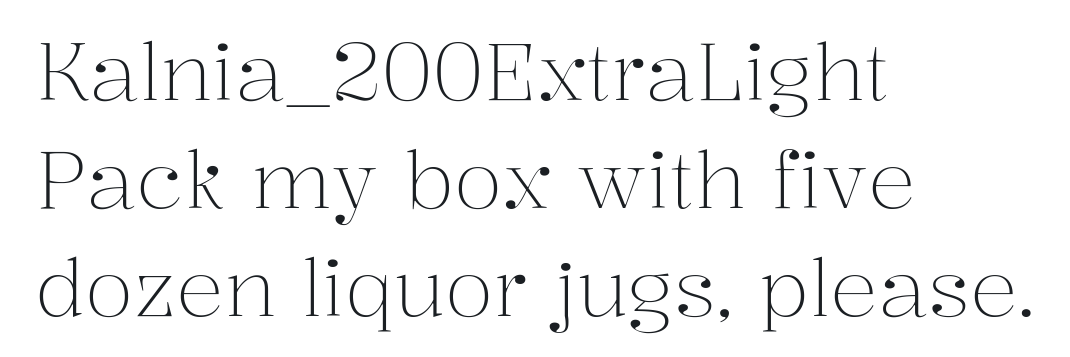 Kalnia_200ExtraLight
Pack my box with five
dozen liquor jugs, please.